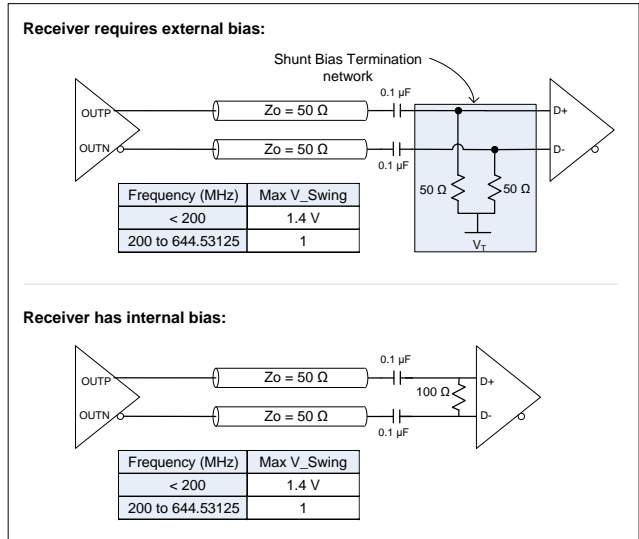 Receiver requires external bias:
Shunt Bias Termination
network
0.1 µF
OUTP
Zo = 50 Ω
D+
OUTN
Zo = 50 Ω
D-
0.1 µF
50 Ω
50 Ω
VT
Frequency (MHz) Max V_Swing
< 200 1.4 V
200 to 644.53125 1
Receiver has internal bias:
0.1 µF
OUTP
Zo = 50 Ω
D+
100 Ω
OUTN
Zo = 50 Ω
D-
0.1 µF
Frequency (MHz) Max V_Swing
< 200 1.4 V
200 to 644.53125 1